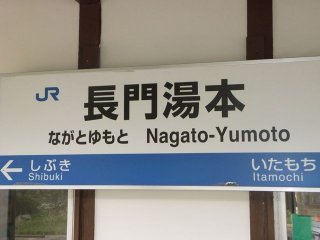 JR
長門湯本
ながとゆもと Nagato-Yumoto
← しぶき いたもち
Shibuki Itamochi